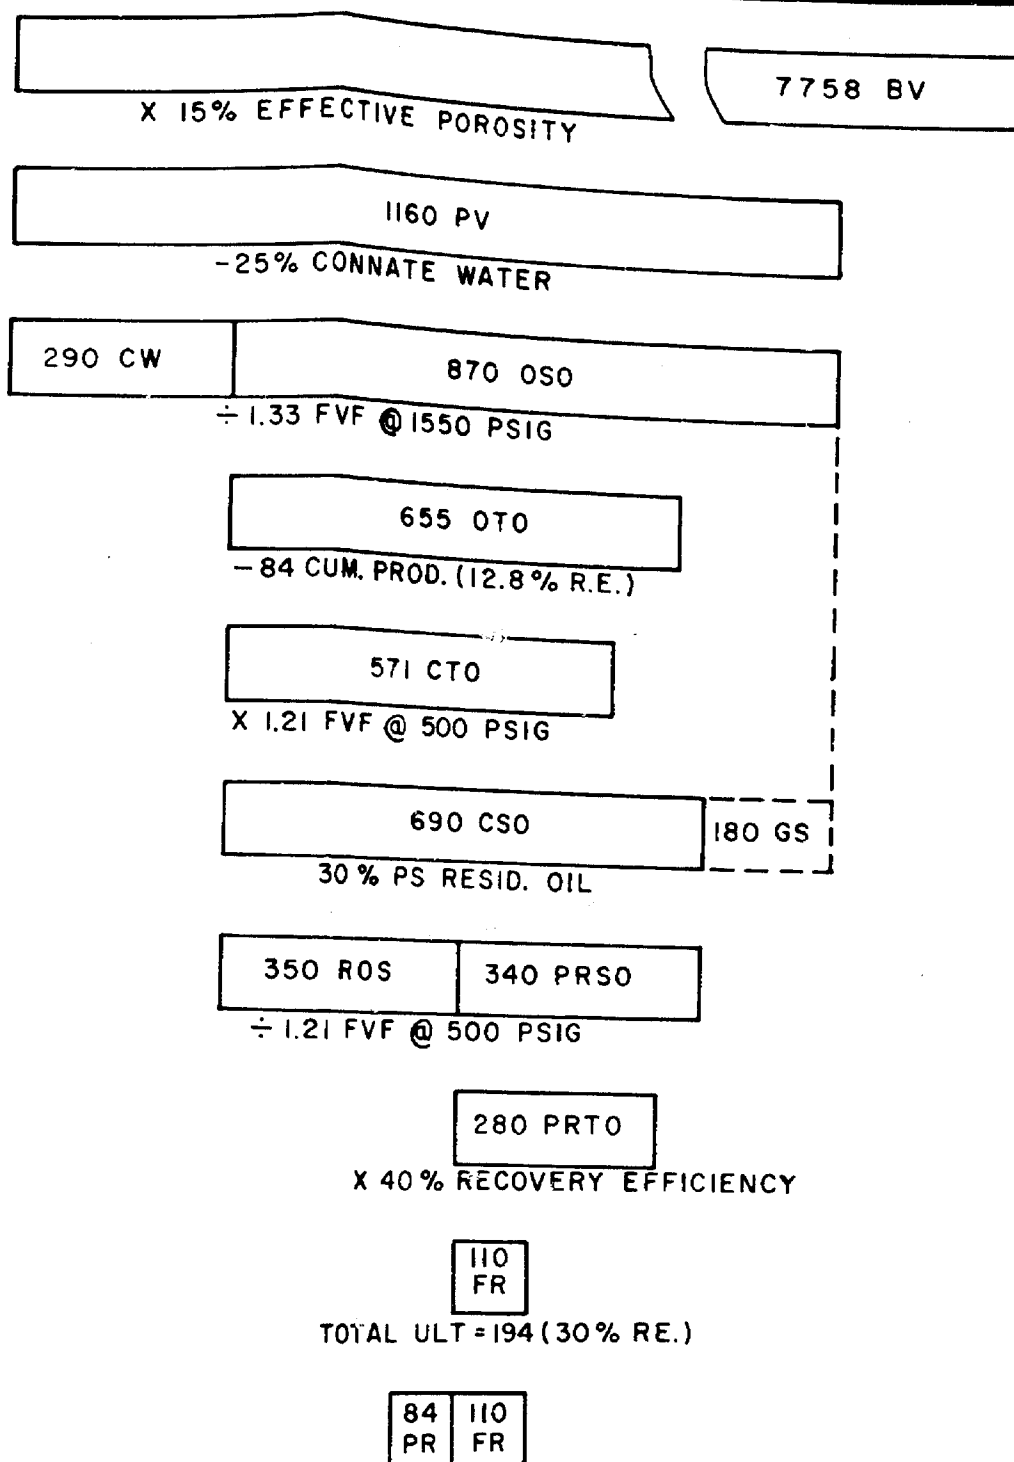 7758 BV
X 15% EFFECTIVE POROSITY
1160 PV
-25% CONNATE WATER
290 CW 870 OSO
÷ 1.33 FVF @ 1550 PSIG
655 OTO
- 84 CUM. PROD. (12.8% R.E.)
571 CTO
X 1.21 FVF @ 500 PSIG
690 CSO 180 GS
30% PS RESID. OIL
350 ROS 340 PRSO
÷ 1.21 FVF @ 500 PSIG
280 PRTO
X 40% RECOVERY EFFICIENCY
110
FR
TOTAL ULT = 194 (30% RE.)
84 110
PR FR